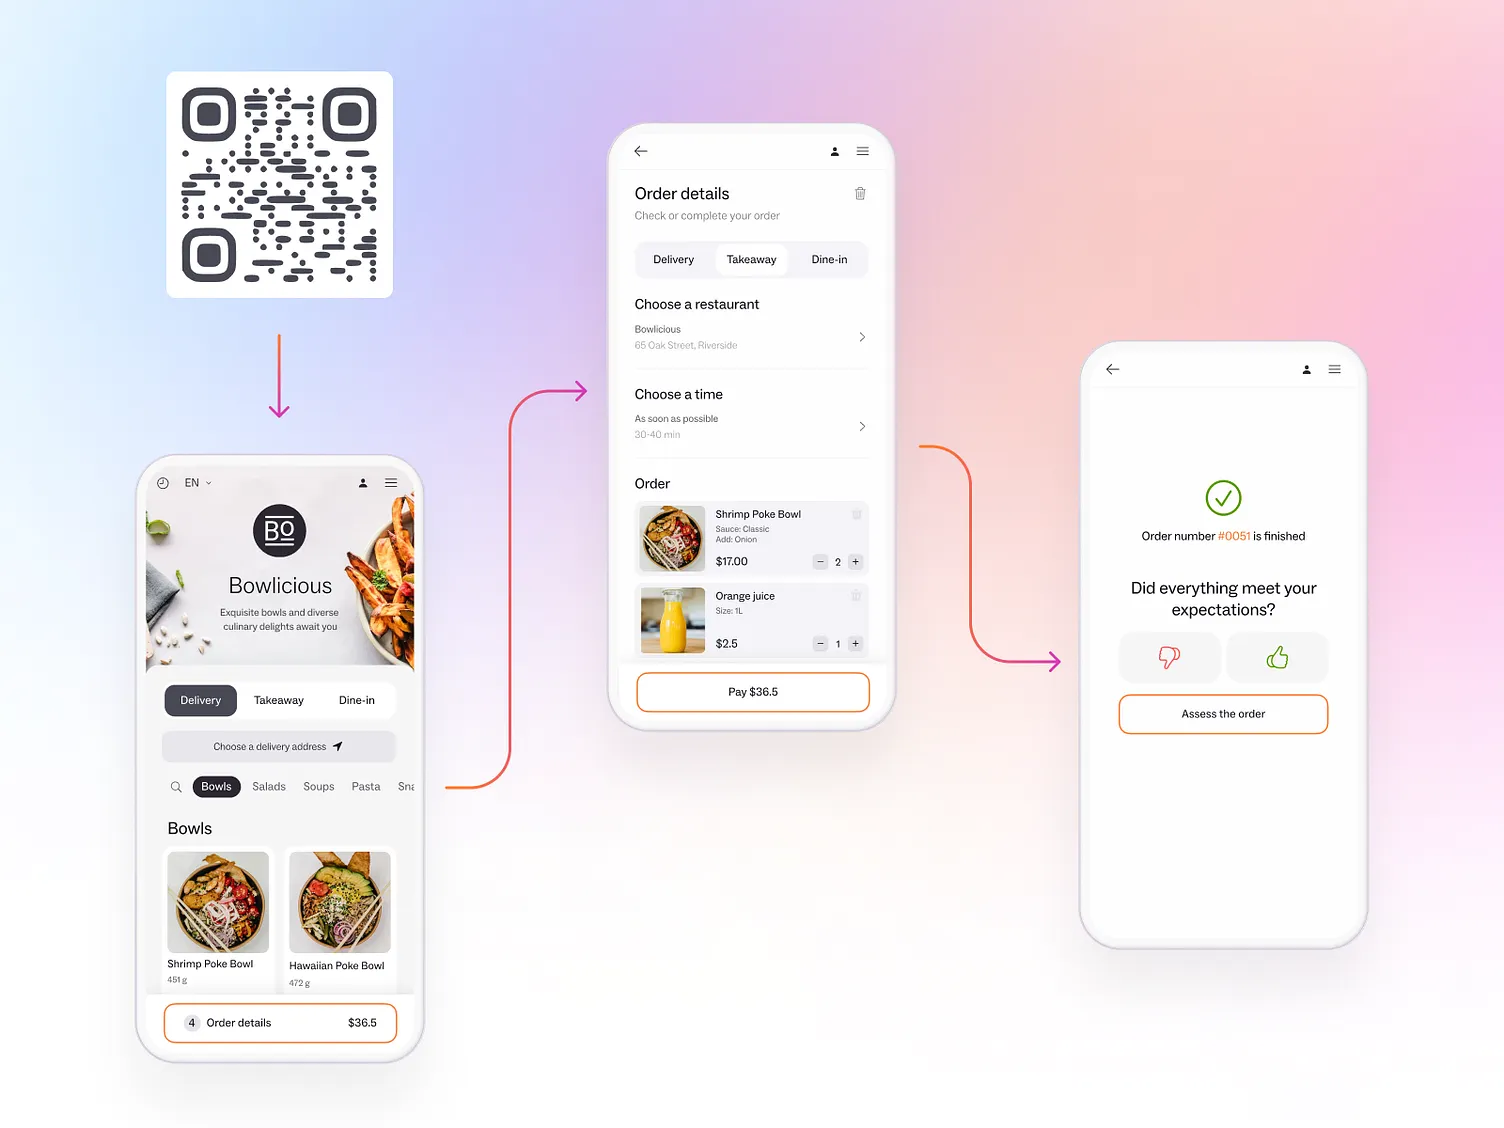 EN
BO
Bowlicious
Exquisite bowls and diverse
culinary delights await you
Delivery
Takeaway
Dine-in
Choose a delivery address
Bowls
Salads
Soups
Pasta
Sna
Bowls
Shrimp Poke Bowl
451 g
Hawaiian Poke Bowl
472 g
4 Order details $36.5
Order details
Check or complete your order
Delivery
Takeaway
Dine-in
Choose a restaurant
Bowlicious
65 Oak Street, Riverside
Choose a time
As soon as possible
30-40 min
Order
Shrimp Poke Bowl
Sauce: Classic
Add: Onion
$17.00
− 2 +
Orange juice
Size: 1L
$2.5
− 1 +
Pay $36.5
Order number #0051 is finished
Did everything meet your
expectations?
Assess the order